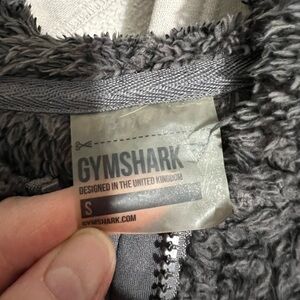 GYMSHARK
DESIGNED IN THE UNITED KINGDOM
S
GYMSHARK.COM